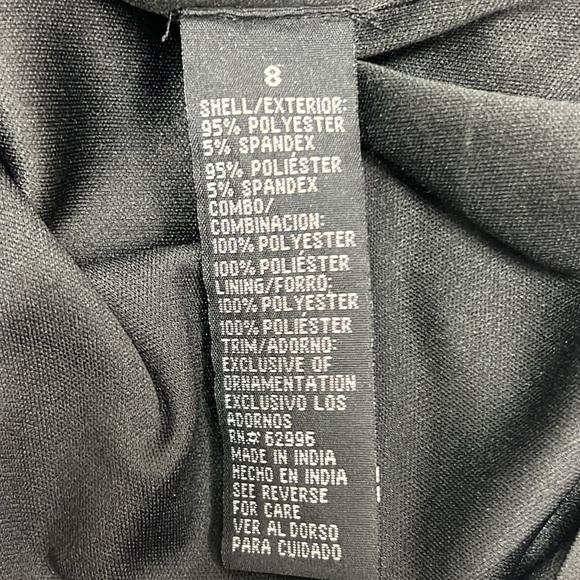 8
SHELL/EXTERIOR:
95% POLYESTER
5% SPANDEX
95% POLIÉSTER
5% SPANDEX
COMBO/
COMBINACION:
100% POLYESTER
100% POLIÉSTER
LINING/FORRO:
100% POLYESTER
100% POLIÉSTER
TRIM/ADORNO:
EXCLUSIVE OF
ORNAMENTATION
EXCLUSIVO LOS
ADORNOS
RN# 62996
MADE IN INDIA
HECHO EN INDIA
SEE REVERSE
FOR CARE
VER AL DORSO
PARA CUIDADO